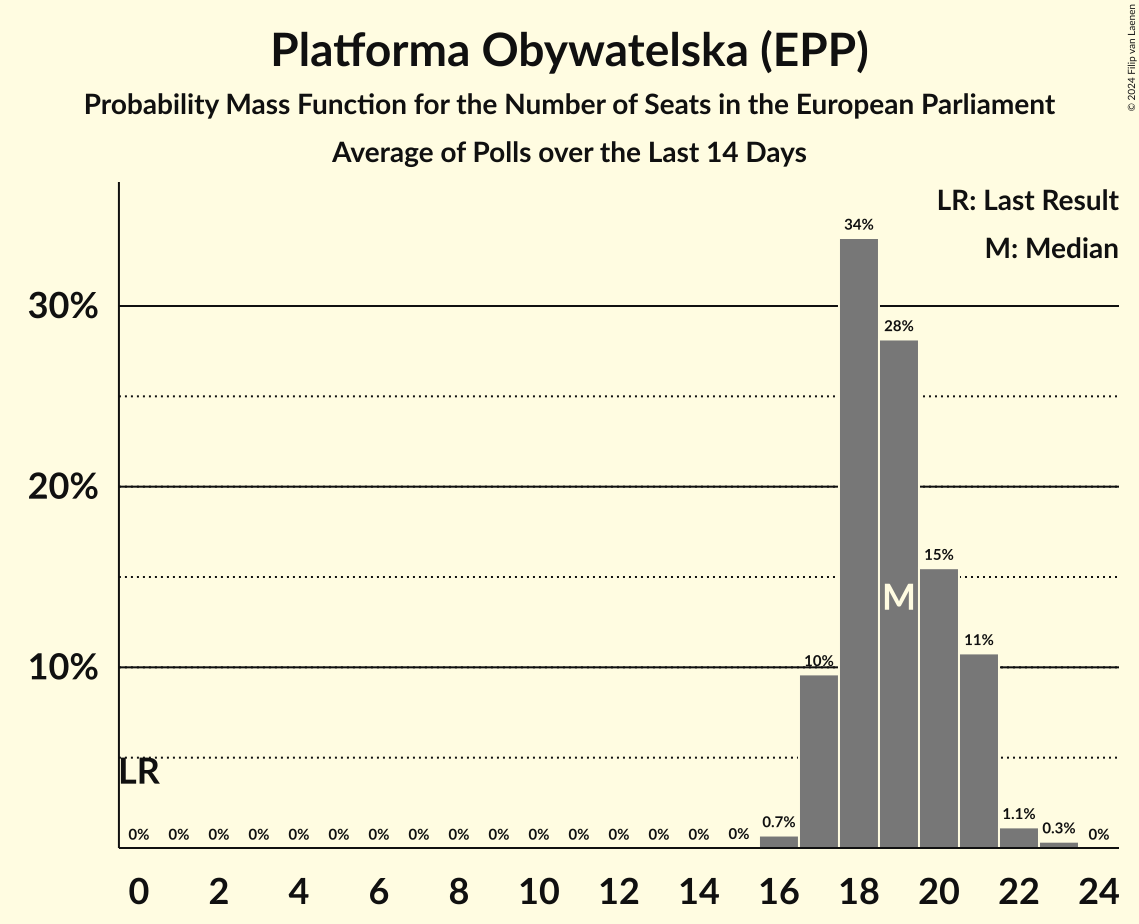 Platforma Obywatelska (EPP)
Probability Mass Function for the Number of Seats in the European Parliament
Average of Polls over the Last 14 Days
© 2024 Filip van Laenen
LR: Last Result
M: Median
34%
30%
28%
20%
15%
M
11%
10%
10%
LR
1.1%
0.7%
0.3%
0% 0% 0% 0% 0% 0% 0% 0% 0% 0% 0% 0% 0% 0% 0% 0% 0%
0 2 4 6 8 10 12 14 16 18 20 22 24